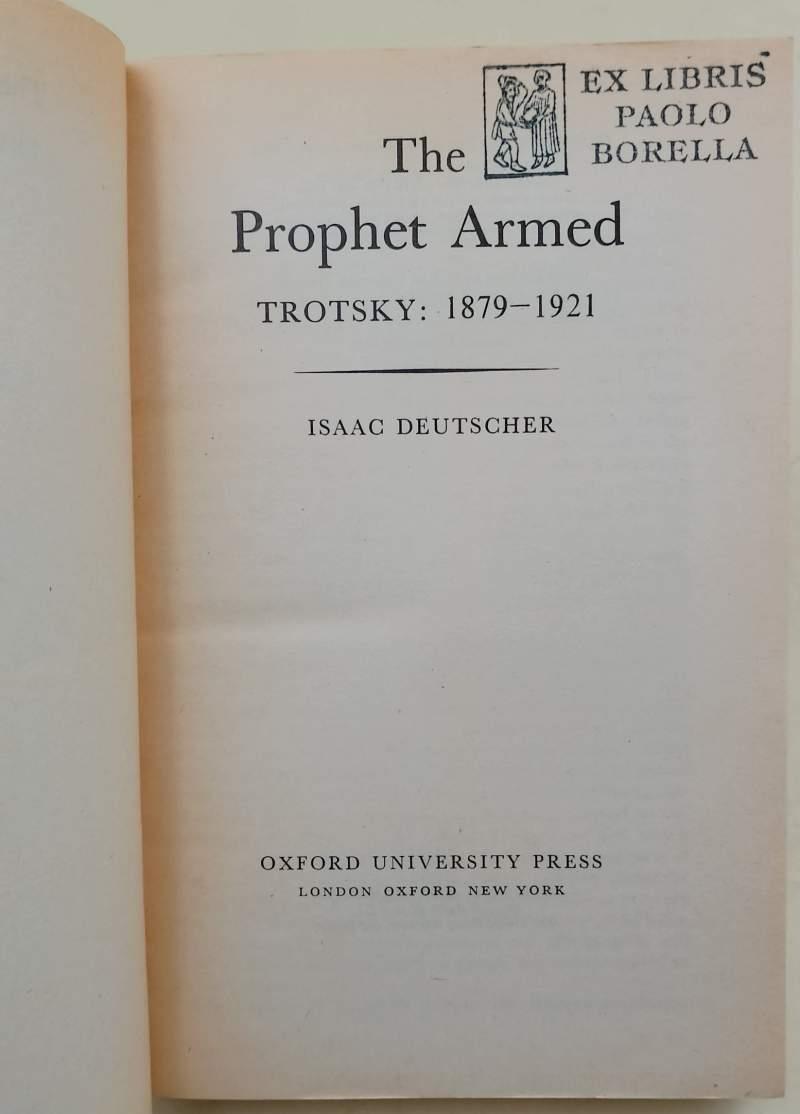 EX LIBRIS
PAOLO
BORELLA
The
Prophet Armed
TROTSKY: 1879–1921
ISAAC DEUTSCHER
OXFORD UNIVERSITY PRESS
LONDON OXFORD NEW YORK